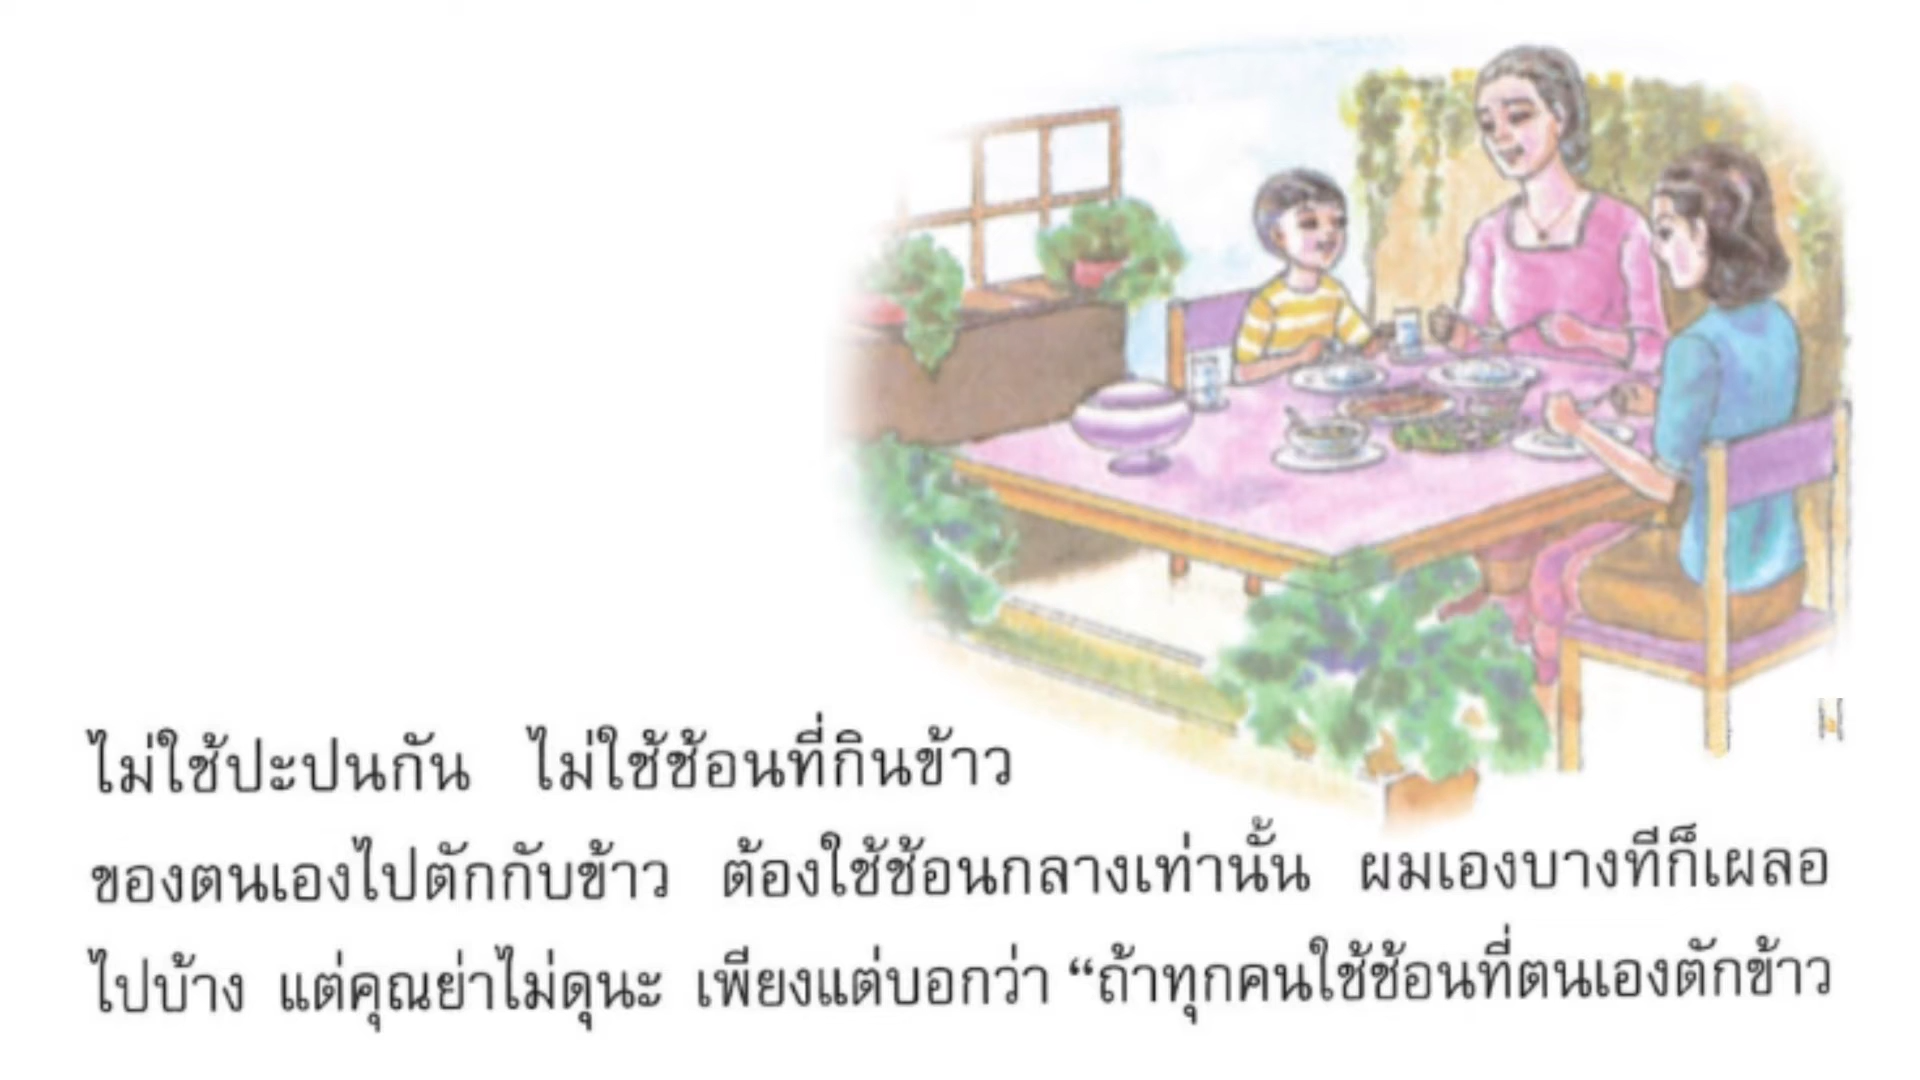 ไม่ใช้ปะปนกัน ไม่ใช้ช้อนที่กินข้าว
ของตนเองไปตักกับข้าว ต้องใช้ช้อนกลางเท่านั้น ผมเองบางทีก็เผลอ
ไปบ้าง แต่คุณย่าไม่ดุนะ เพียงแต่บอกว่า “ถ้าทุกคนใช้ช้อนที่ตนเองตักข้าว